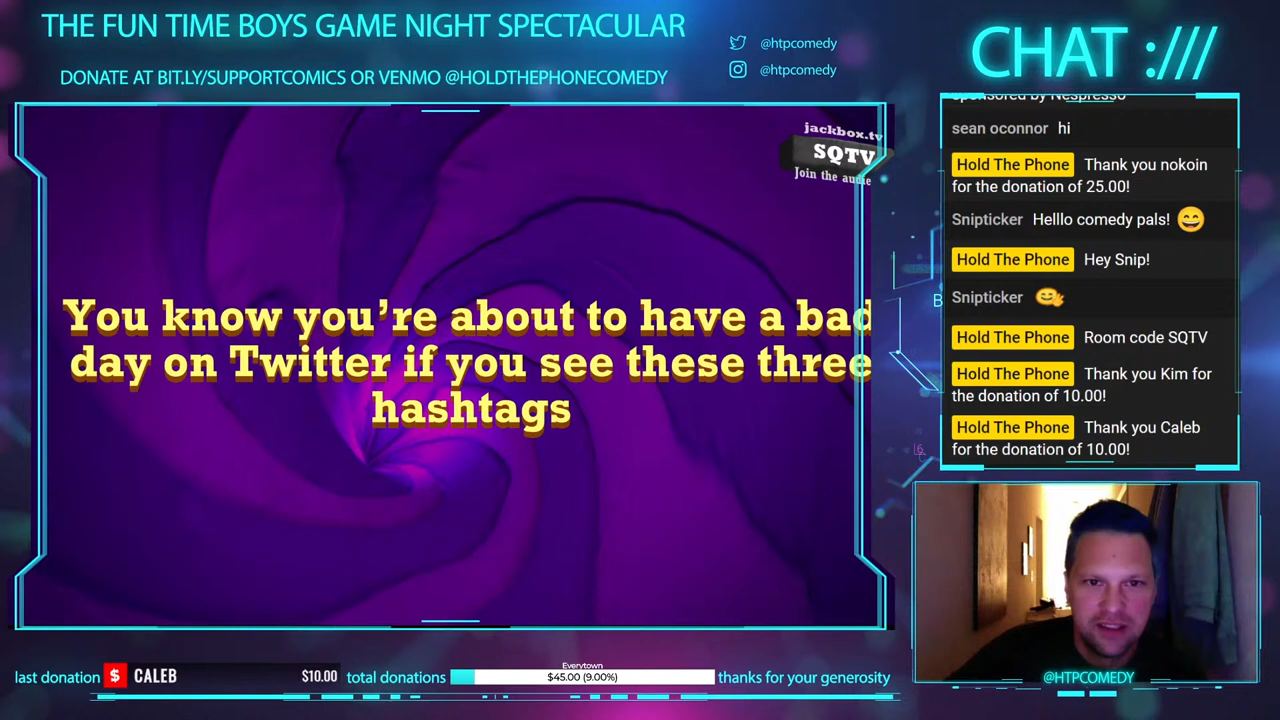 THE FUN TIME BOYS GAME NIGHT SPECTACULAR
DONATE AT BIT.LY/SUPPORTCOMICS OR VENMO @HOLDTHEPHONECOMEDY
@htpcomedy
@htpcomedy
CHAT :///
jackbox.tv
SQTV
Join the audie
You know you're about to have a bad
day on Twitter if you see these three
hashtags
sponsored by Nespresso
sean oconnor hi
Hold The Phone Thank you nokoin
for the donation of 25.00!
Snipticker Helllo comedy pals! 😄
Hold The Phone Hey Snip!
Snipticker
Hold The Phone Room code SQTV
Hold The Phone Thank you Kim for
the donation of 10.00!
Hold The Phone Thank you Caleb
for the donation of 10.00!
@HTPCOMEDY
last donation $ CALEB $10.00
total donations
Everytown
$45.00 (9.00%)
thanks for your generosity